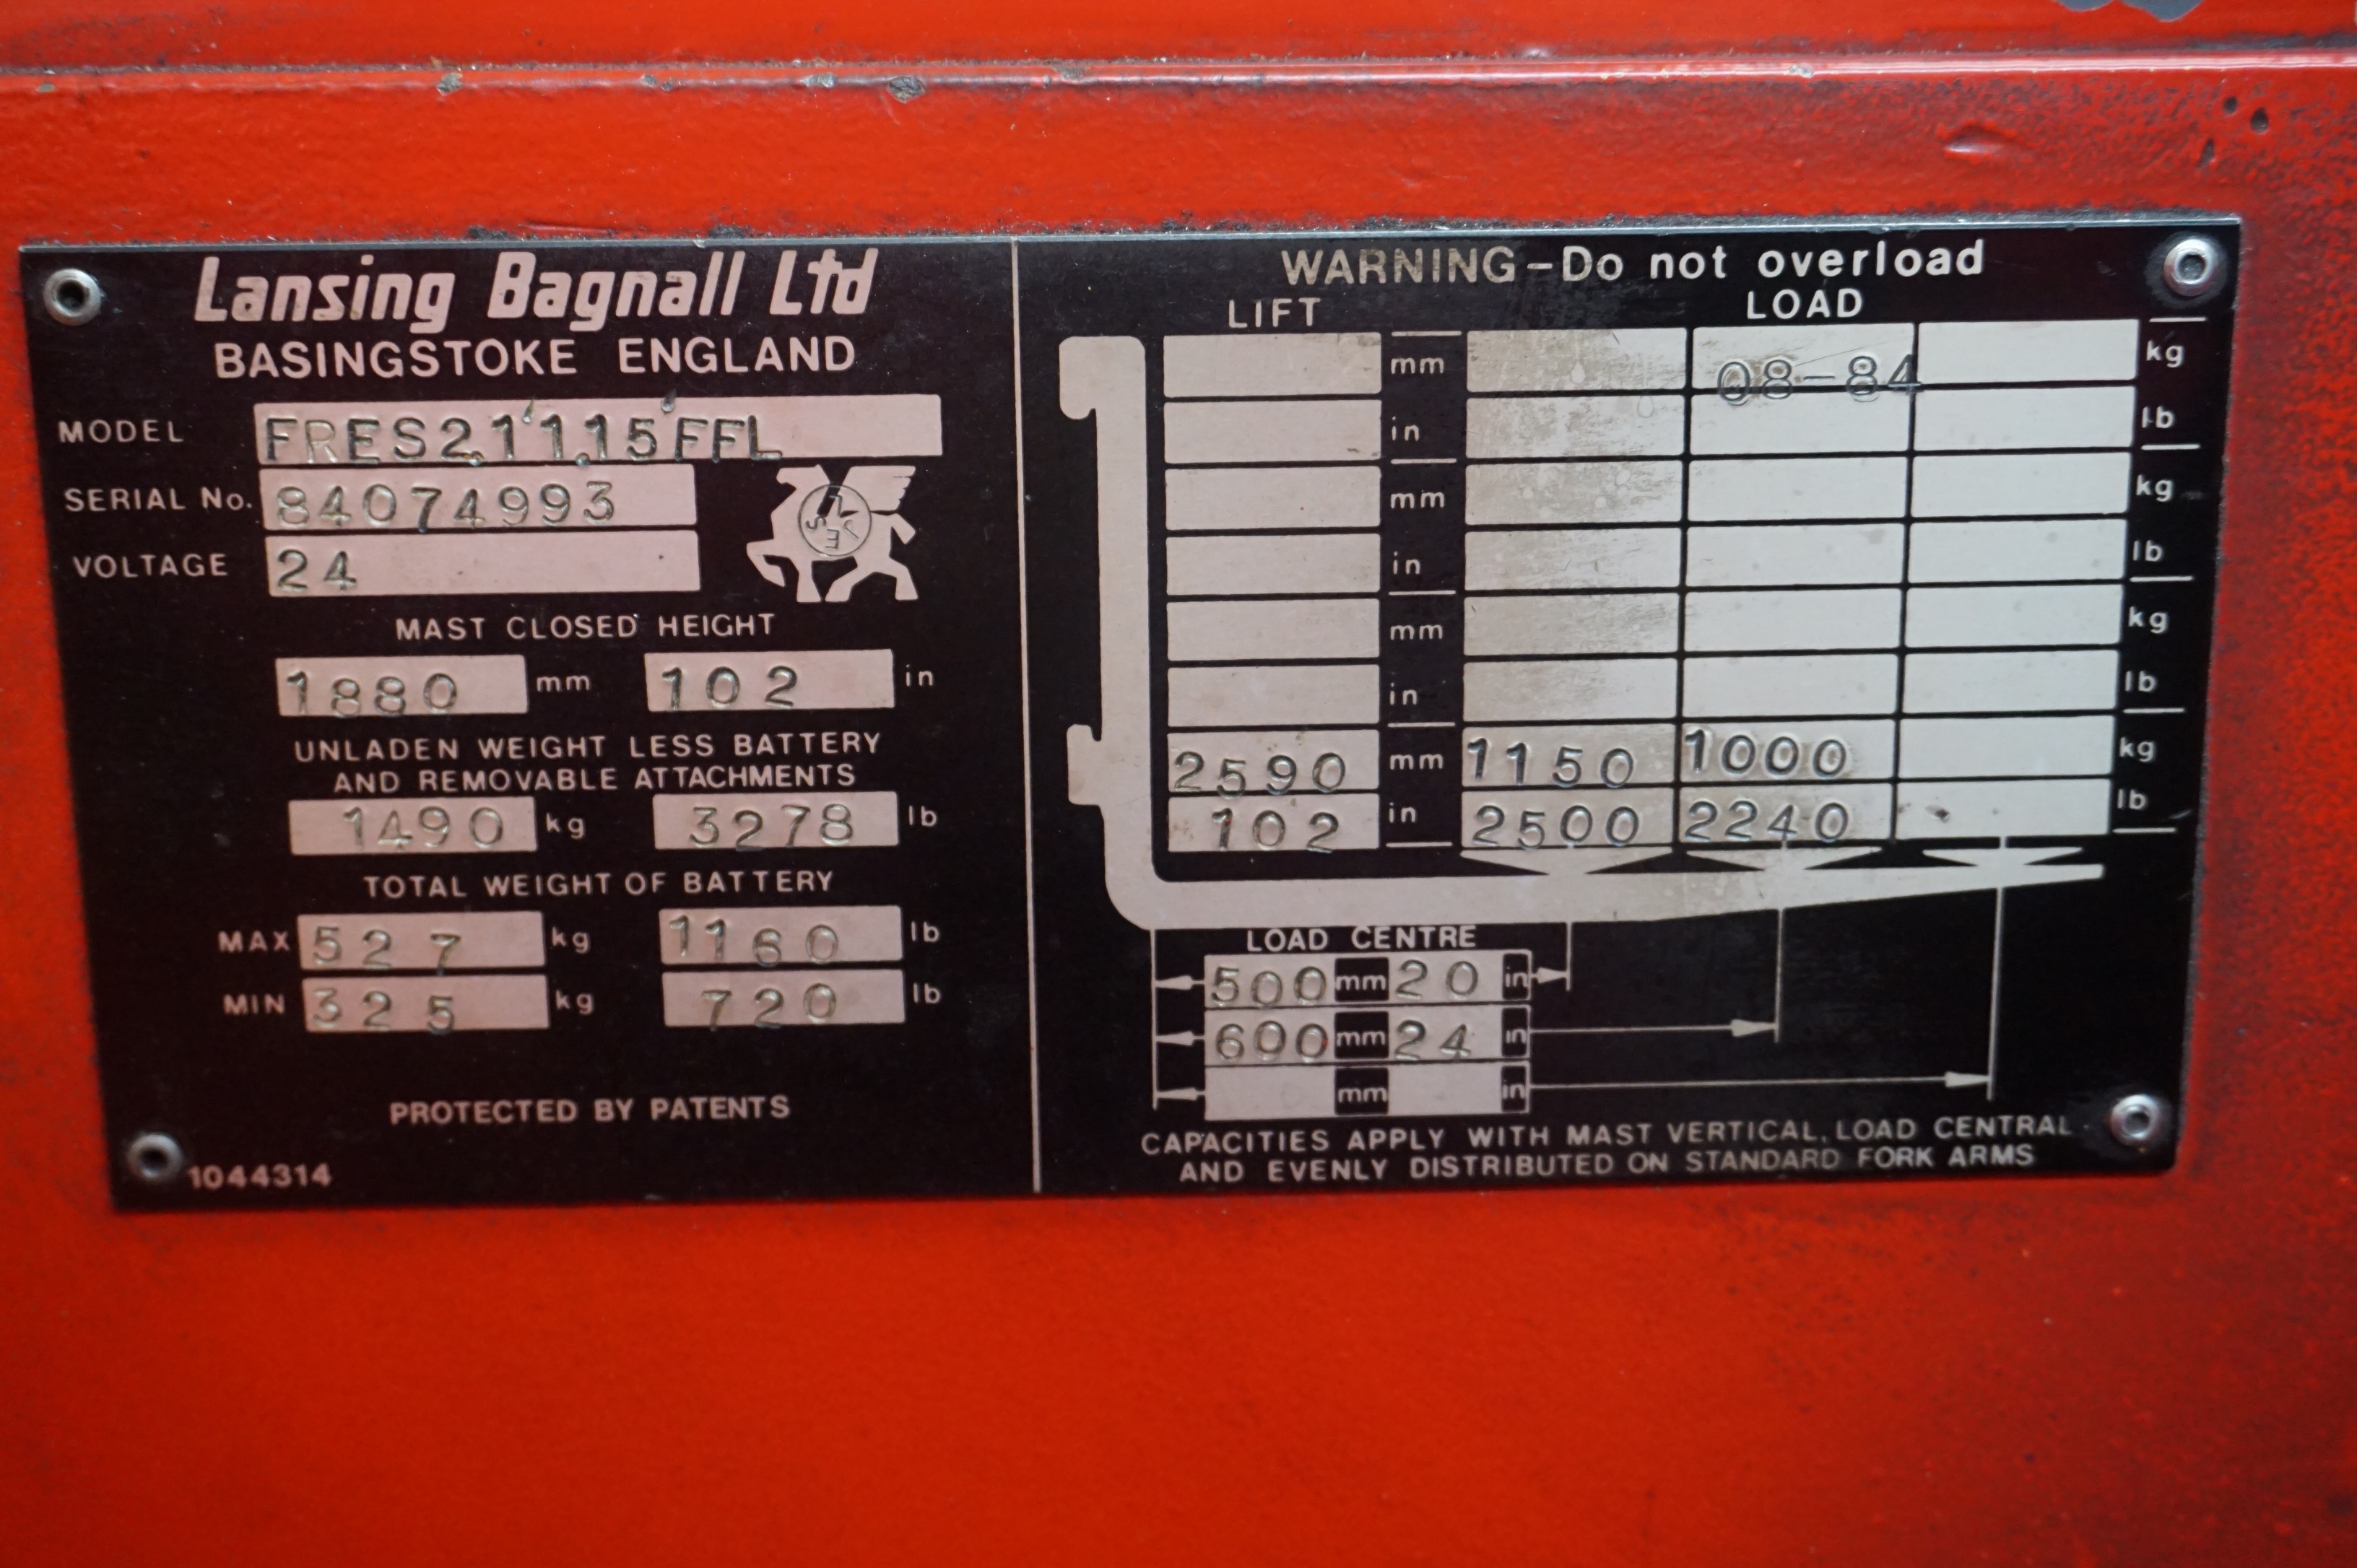 Lansing Bagnall Ltd
BASINGSTOKE ENGLAND
MODEL FRES2.1'1.15'FFL
SERIAL No. 84074993
VOLTAGE 24
MAST CLOSED HEIGHT
1880 mm 102 in
UNLADEN WEIGHT LESS BATTERY
AND REMOVABLE ATTACHMENTS
1490 kg 3278 lb
TOTAL WEIGHT OF BATTERY
MAX 527 kg 1160 lb
MIN 325 kg 720 lb
PROTECTED BY PATENTS
1044314
WARNING-Do not overload
LIFT LOAD
mm 08-84 kg
in lb
mm kg
in lb
mm kg
in lb
2590 mm 1150 1000 kg
102 in 2500 2240 lb
LOAD CENTRE
500 mm 20 in
600 mm 24 in
mm in
CAPACITIES APPLY WITH MAST VERTICAL, LOAD CENTRAL
AND EVENLY DISTRIBUTED ON STANDARD FORK ARMS